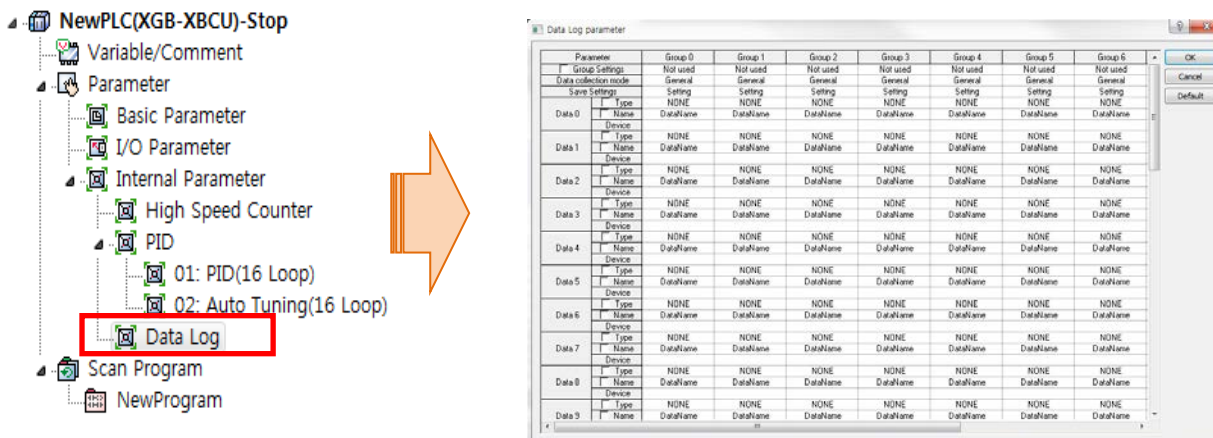 NewPLC(XGB-XBCU)-Stop
Variable/Comment
Parameter
Basic Parameter
I/O Parameter
Internal Parameter
High Speed Counter
PID
01: PID(16 Loop)
02: Auto Tuning(16 Loop)
Data Log
Scan Program
NewProgram
Data Log parameter
Parameter Group 0 Group 1 Group 2 Group 3 Group 4 Group 5 Group 6
Group Settings Not used Not used Not used Not used Not used Not used Not used
Data collection mode General General General General General General General
Save Settings Setting Setting Setting Setting Setting Setting Setting
Data 0 Type NONE NONE NONE NONE NONE NONE NONE
Name DataName DataName DataName DataName DataName DataName DataName
Device
Data 1 Type NONE NONE NONE NONE NONE NONE NONE
Name DataName DataName DataName DataName DataName DataName DataName
Device
Data 2 Type NONE NONE NONE NONE NONE NONE NONE
Name DataName DataName DataName DataName DataName DataName DataName
Device
Data 3 Type NONE NONE NONE NONE NONE NONE NONE
Name DataName DataName DataName DataName DataName DataName DataName
Device
Data 4 Type NONE NONE NONE NONE NONE NONE NONE
Name DataName DataName DataName DataName DataName DataName DataName
Device
Data 5 Type NONE NONE NONE NONE NONE NONE NONE
Name DataName DataName DataName DataName DataName DataName DataName
Device
Data 6 Type NONE NONE NONE NONE NONE NONE NONE
Name DataName DataName DataName DataName DataName DataName DataName
Device
Data 7 Type NONE NONE NONE NONE NONE NONE NONE
Name DataName DataName DataName DataName DataName DataName DataName
Device
Data 8 Type NONE NONE NONE NONE NONE NONE NONE
Name DataName DataName DataName DataName DataName DataName DataName
Device
Data 9 Type NONE NONE NONE NONE NONE NONE NONE
Name DataName DataName DataName DataName DataName DataName DataName
OK
Cancel
Default